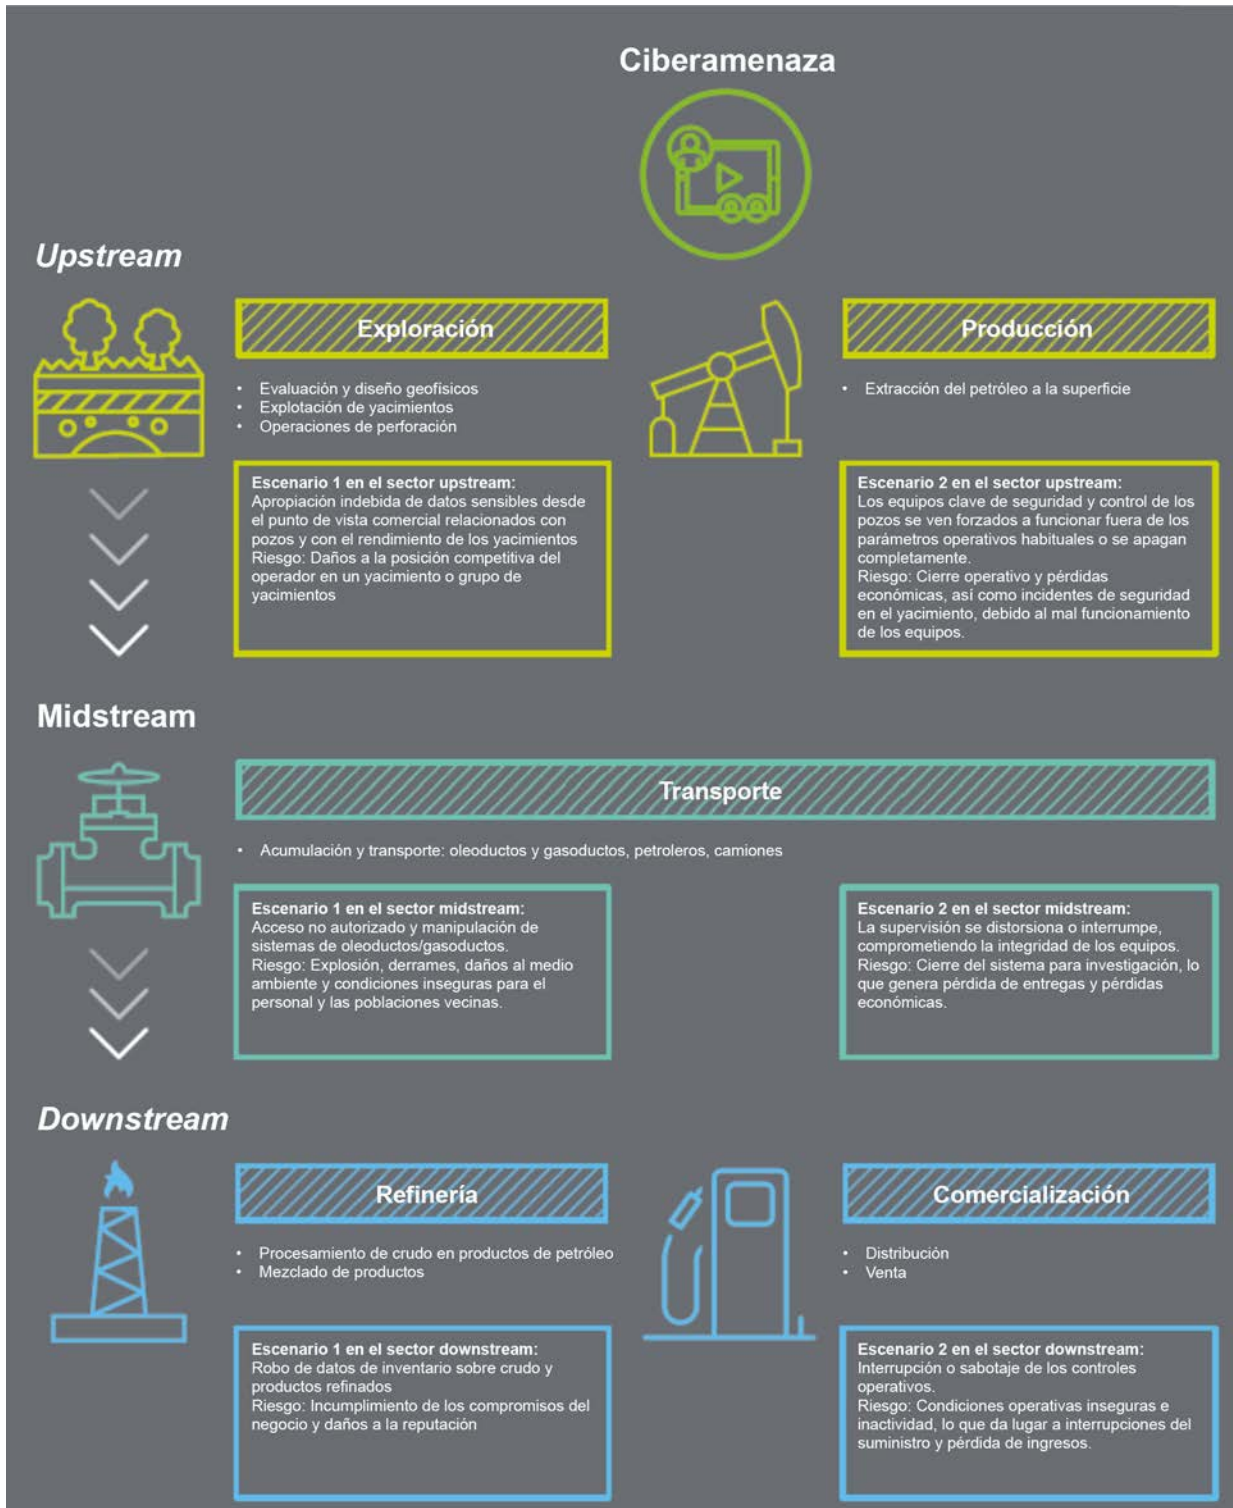 Ciberamenaza
Upstream
Exploración
• Evaluación y diseño geofísicos
• Explotación de yacimientos
• Operaciones de perforación
Escenario 1 en el sector upstream:
Apropiación indebida de datos sensibles desde
el punto de vista comercial relacionados con
pozos y con el rendimiento de los yacimientos
Riesgo: Daños a la posición competitiva del
operador en un yacimiento o grupo de
yacimientos
Producción
• Extracción del petróleo a la superficie
Escenario 2 en el sector upstream:
Los equipos clave de seguridad y control de los
pozos se ven forzados a funcionar fuera de los
parámetros operativos habituales o se apagan
completamente.
Riesgo: Cierre operativo y pérdidas
económicas, así como incidentes de seguridad
en el yacimiento, debido al mal funcionamiento
de los equipos.
Midstream
Transporte
• Acumulación y transporte: oleoductos y gasoductos, petroleros, camiones
Escenario 1 en el sector midstream:
Acceso no autorizado y manipulación de
sistemas de oleoductos/gasoductos.
Riesgo: Explosión, derrames, daños al medio
ambiente y condiciones inseguras para el
personal y las poblaciones vecinas.
Escenario 2 en el sector midstream:
La supervisión se distorsiona o interrumpe,
comprometiendo la integridad de los equipos.
Riesgo: Cierre del sistema para investigación, lo
que genera pérdida de entregas y pérdidas
económicas.
Downstream
Refinería
• Procesamiento de crudo en productos de petróleo
• Mezclado de productos
Escenario 1 en el sector downstream:
Robo de datos de inventario sobre crudo y
productos refinados
Riesgo: Incumplimiento de los compromisos del
negocio y daños a la reputación
Comercialización
• Distribución
• Venta
Escenario 2 en el sector downstream:
Interrupción o sabotaje de los controles
operativos.
Riesgo: Condiciones operativas inseguras e
inactividad, lo que da lugar a interrupciones del
suministro y pérdida de ingresos.